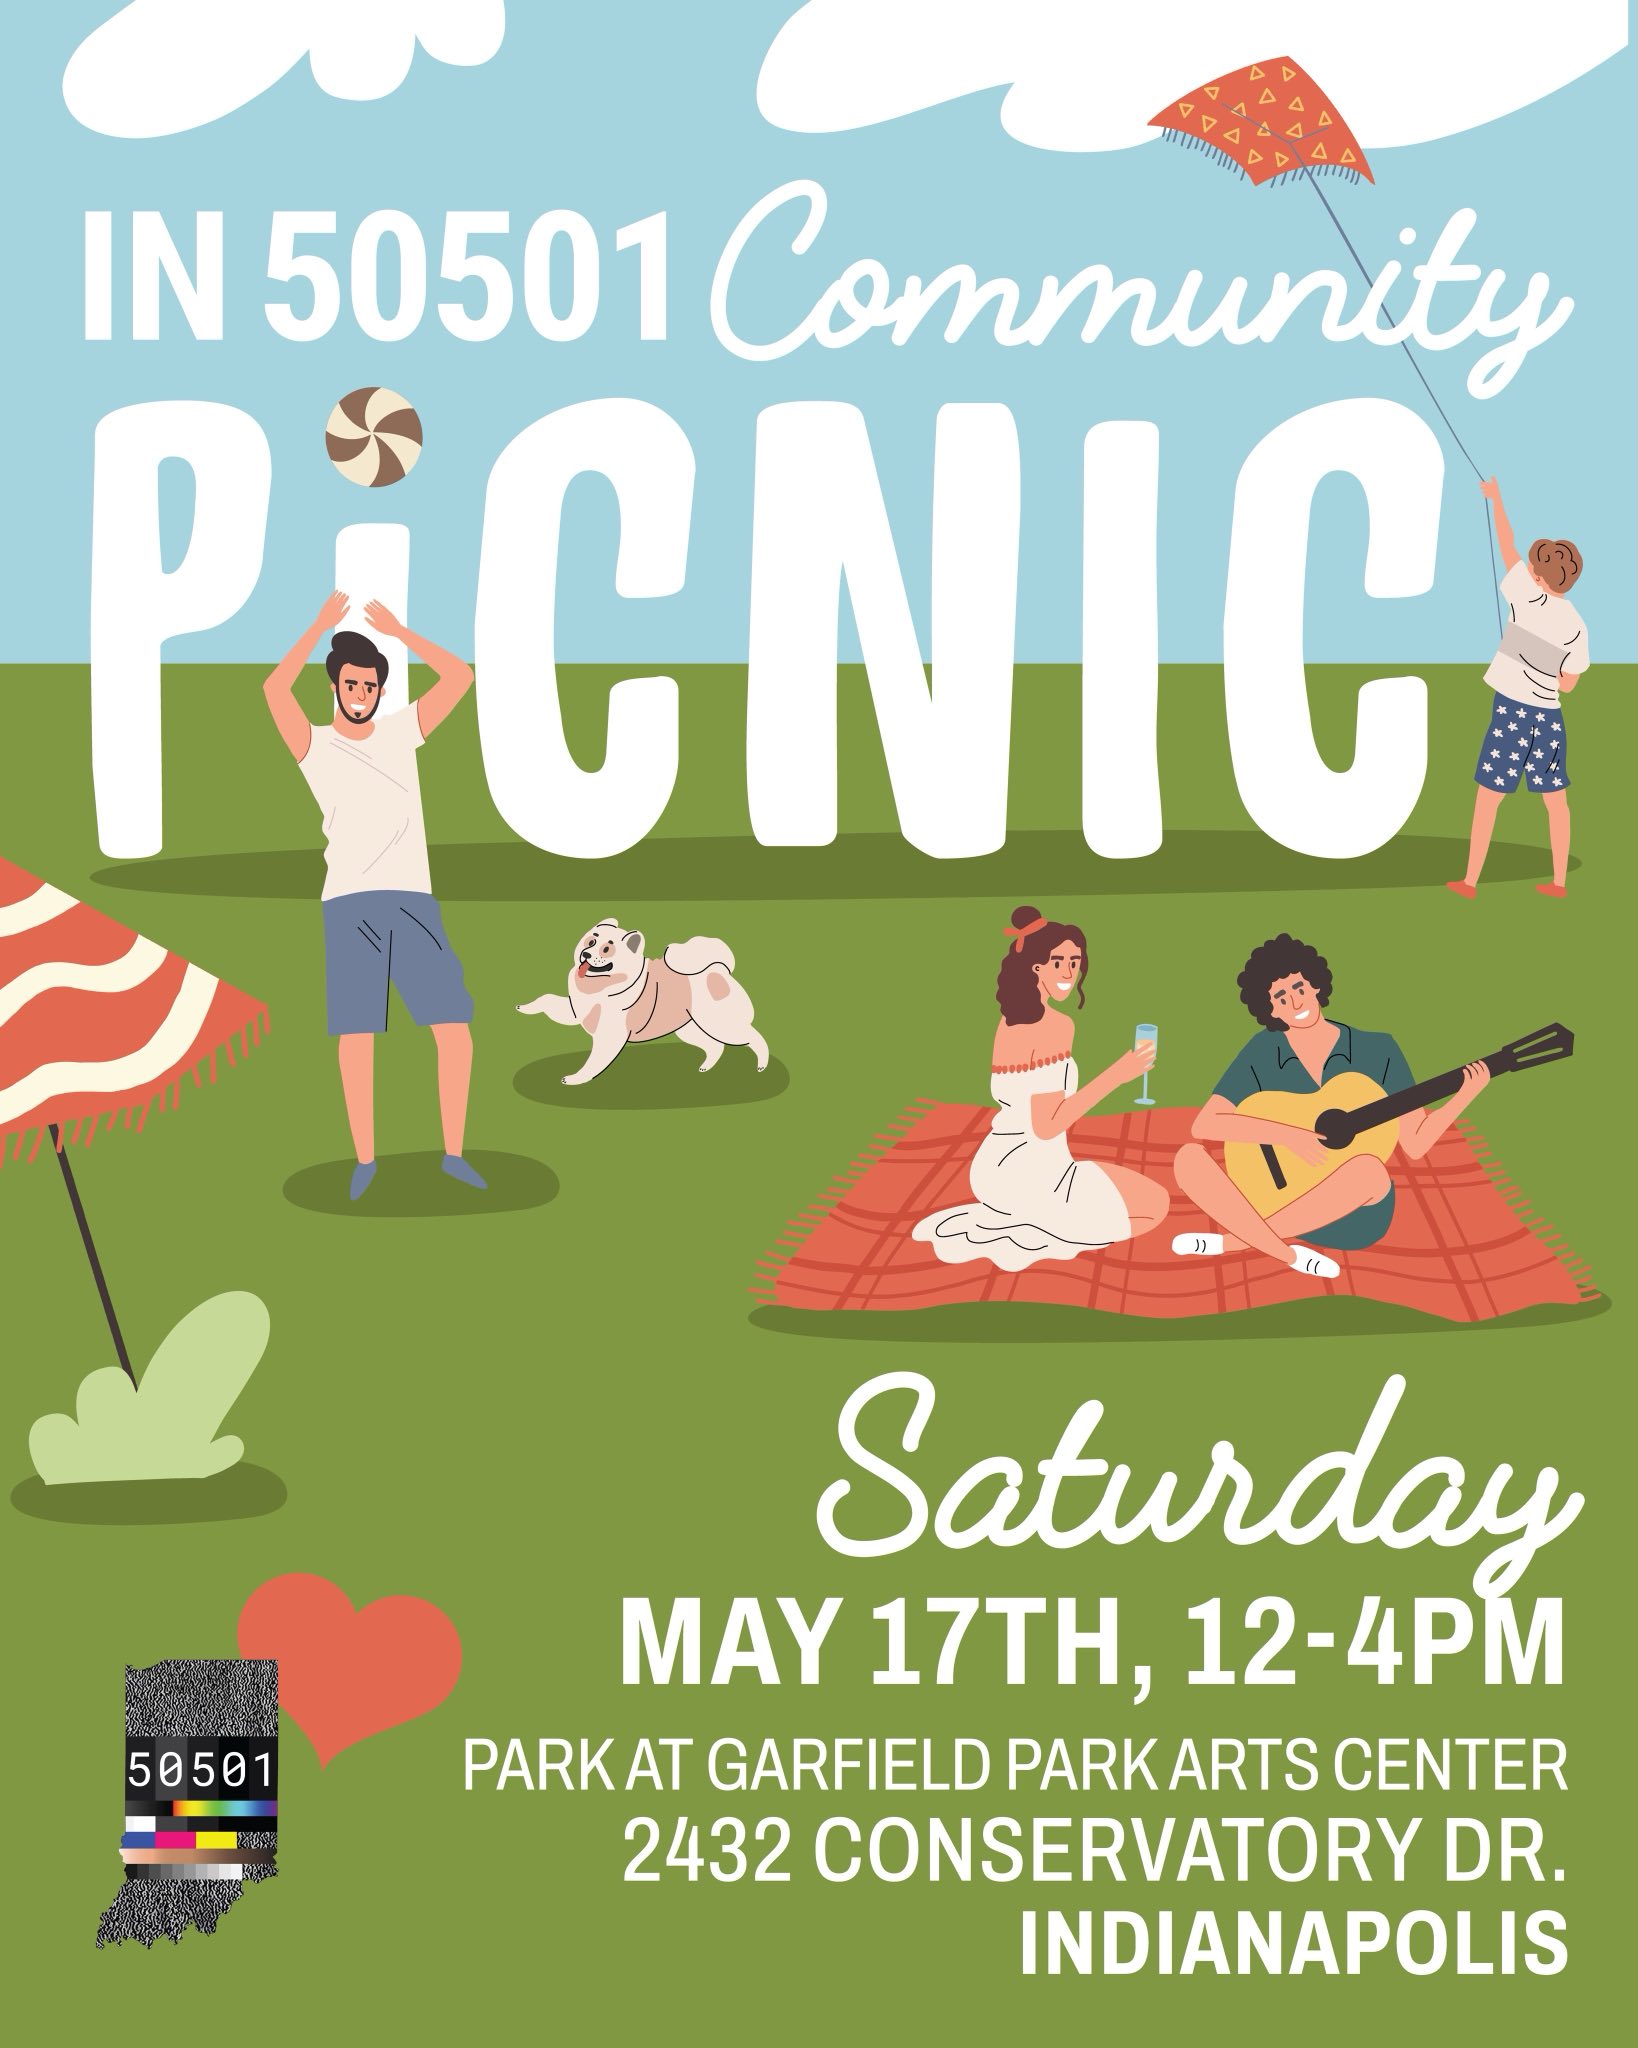 IN 50501 Community
PiCNIC
Saturday
MAY 17TH, 12-4PM
PARK AT GARFIELD PARK ARTS CENTER
2432 CONSERVATORY DR.
INDIANAPOLIS
50501